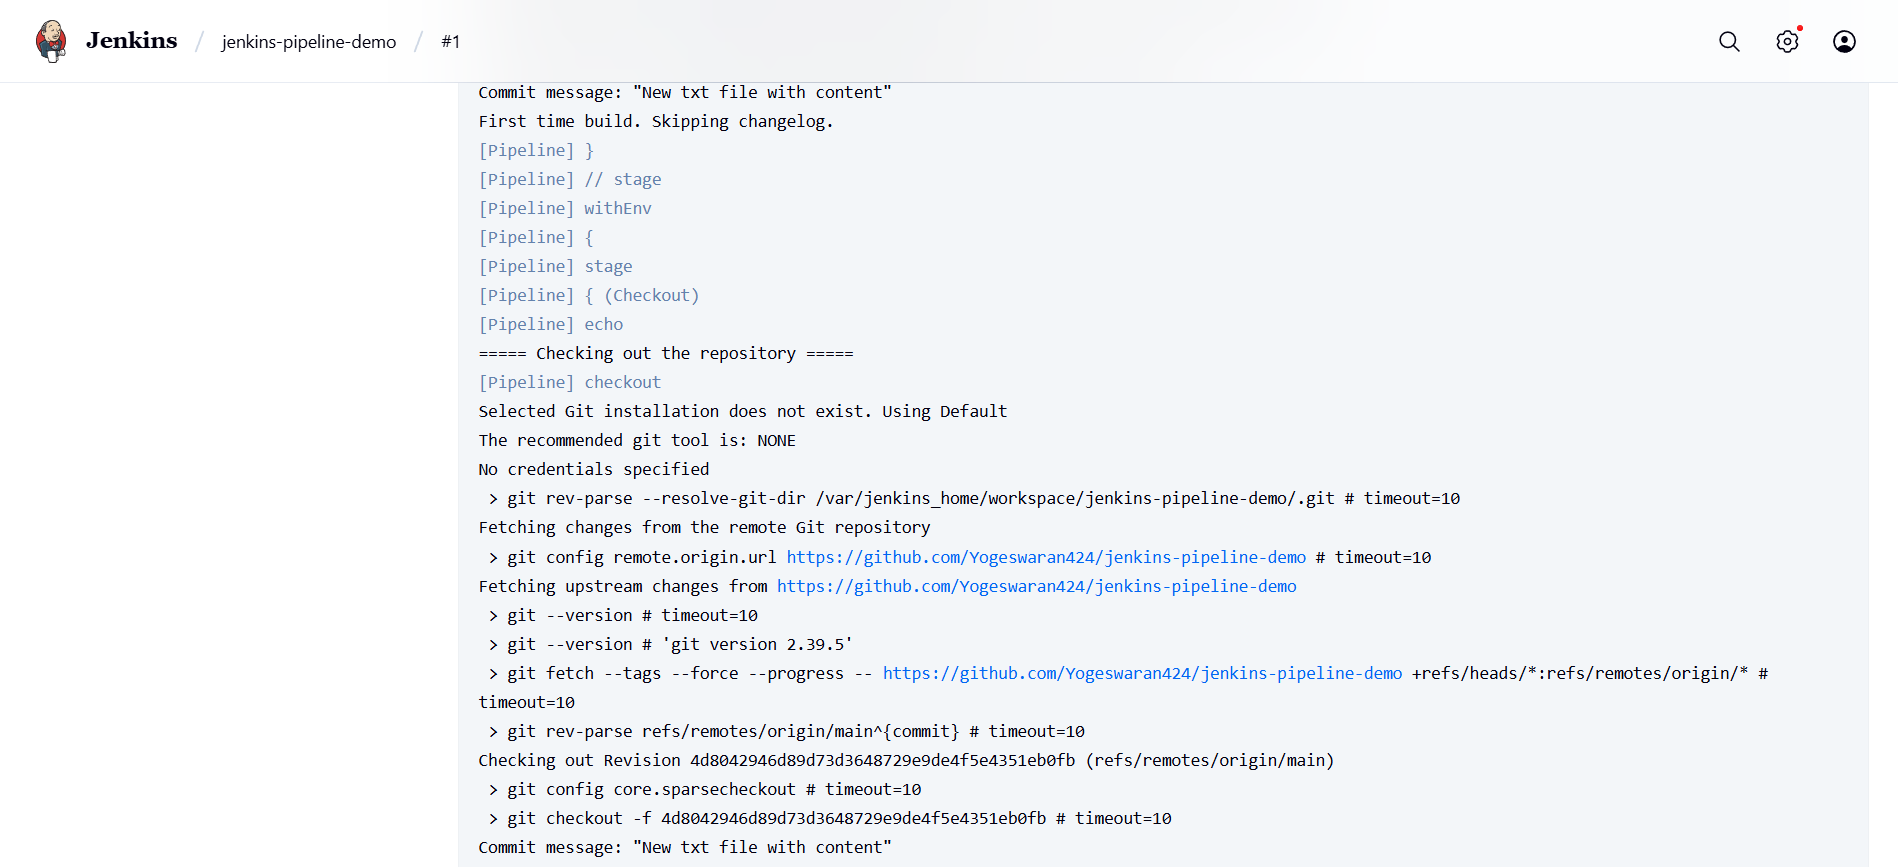 Jenkins / jenkins-pipeline-demo / #1
Commit message: "New txt file with content"
First time build. Skipping changelog.
[Pipeline] }
[Pipeline] // stage
[Pipeline] withEnv
[Pipeline] {
[Pipeline] stage
[Pipeline] { (Checkout)
[Pipeline] echo
===== Checking out the repository =====
[Pipeline] checkout
Selected Git installation does not exist. Using Default
The recommended git tool is: NONE
No credentials specified
 > git rev-parse --resolve-git-dir /var/jenkins_home/workspace/jenkins-pipeline-demo/.git # timeout=10
Fetching changes from the remote Git repository
 > git config remote.origin.url https://github.com/Yogeswaran424/jenkins-pipeline-demo # timeout=10
Fetching upstream changes from https://github.com/Yogeswaran424/jenkins-pipeline-demo
 > git --version # timeout=10
 > git --version # 'git version 2.39.5'
 > git fetch --tags --force --progress -- https://github.com/Yogeswaran424/jenkins-pipeline-demo +refs/heads/*:refs/remotes/origin/* #
timeout=10
 > git rev-parse refs/remotes/origin/main^{commit} # timeout=10
Checking out Revision 4d8042946d89d73d3648729e9de4f5e4351eb0fb (refs/remotes/origin/main)
 > git config core.sparsecheckout # timeout=10
 > git checkout -f 4d8042946d89d73d3648729e9de4f5e4351eb0fb # timeout=10
Commit message: "New txt file with content"